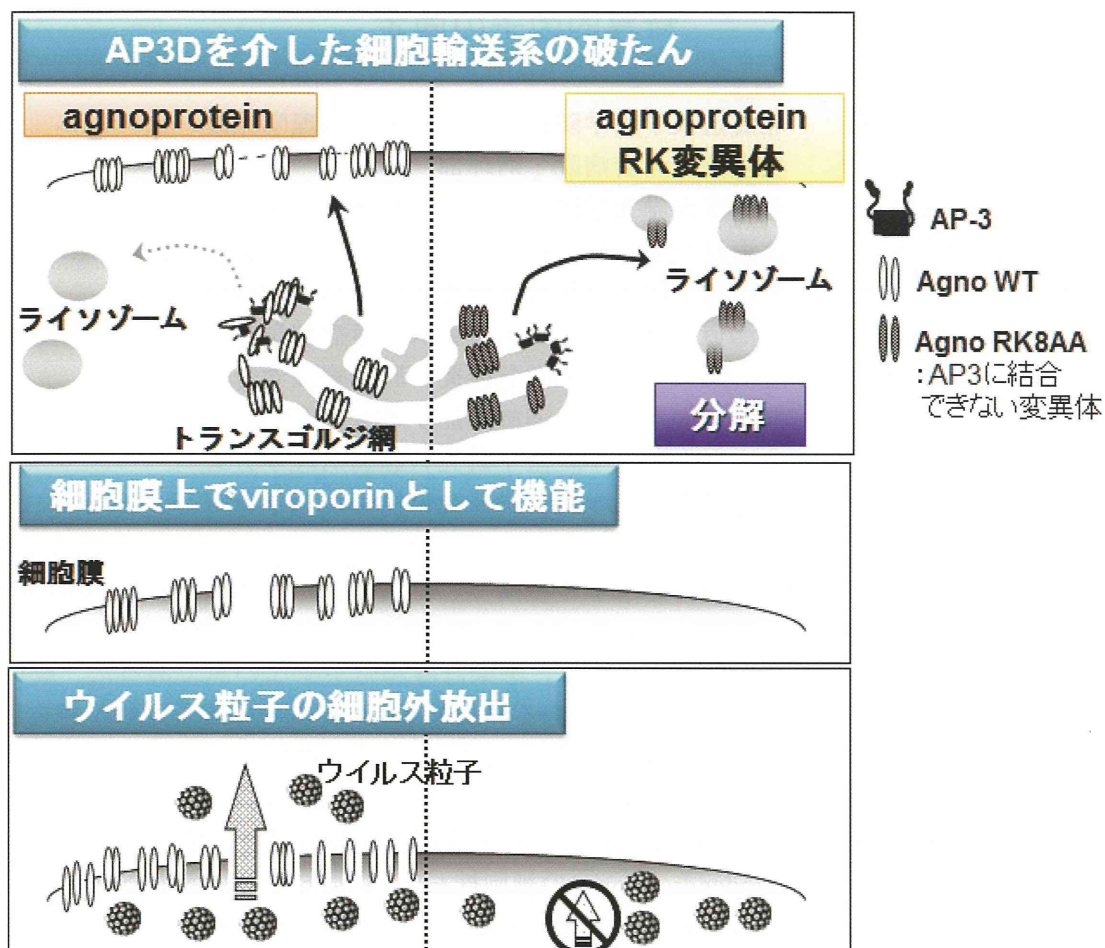 AP3Dを介した細胞輸送系の破たん
agnoprotein
agnoprotein
RK変異体
ライソゾーム
トランスゴルジ網
ライソゾーム
分解
AP-3
Agno WT
Agno RK8AA
:AP3に結合
できない変異体
細胞膜上でviroporinとして機能
細胞膜
ウイルス粒子の細胞外放出
ウイルス粒子